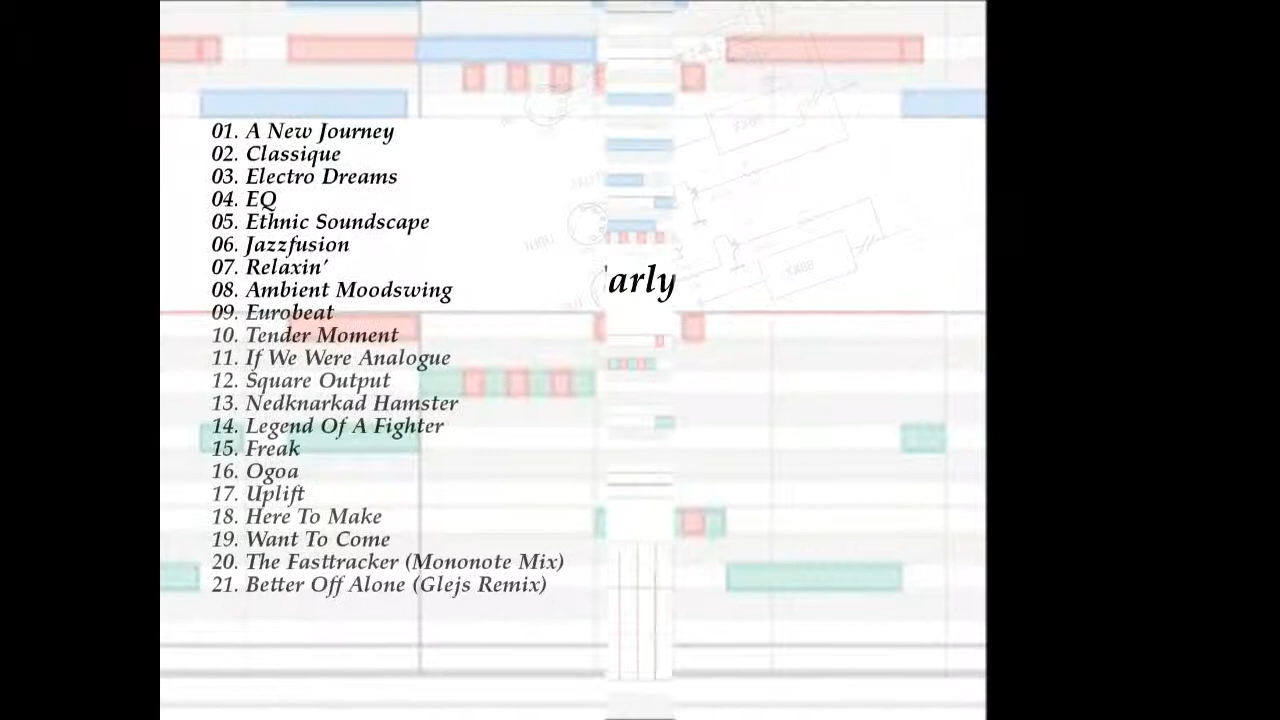 01. A New Journey
02. Classique
03. Electro Dreams
04. EQ
05. Ethnic Soundscape
06. Jazzfusion
07. Relaxin'
08. Ambient Moodswing
09. Eurobeat
10. Tender Moment
11. If We Were Analogue
12. Square Output
13. Nedknarkad Hamster
14. Legend Of A Fighter
15. Freak
16. Ogoa
17. Uplift
18. Here To Make
19. Want To Come
20. The Fasttracker (Mononote Mix)
21. Better Off Alone (Glejs Remix)
arly